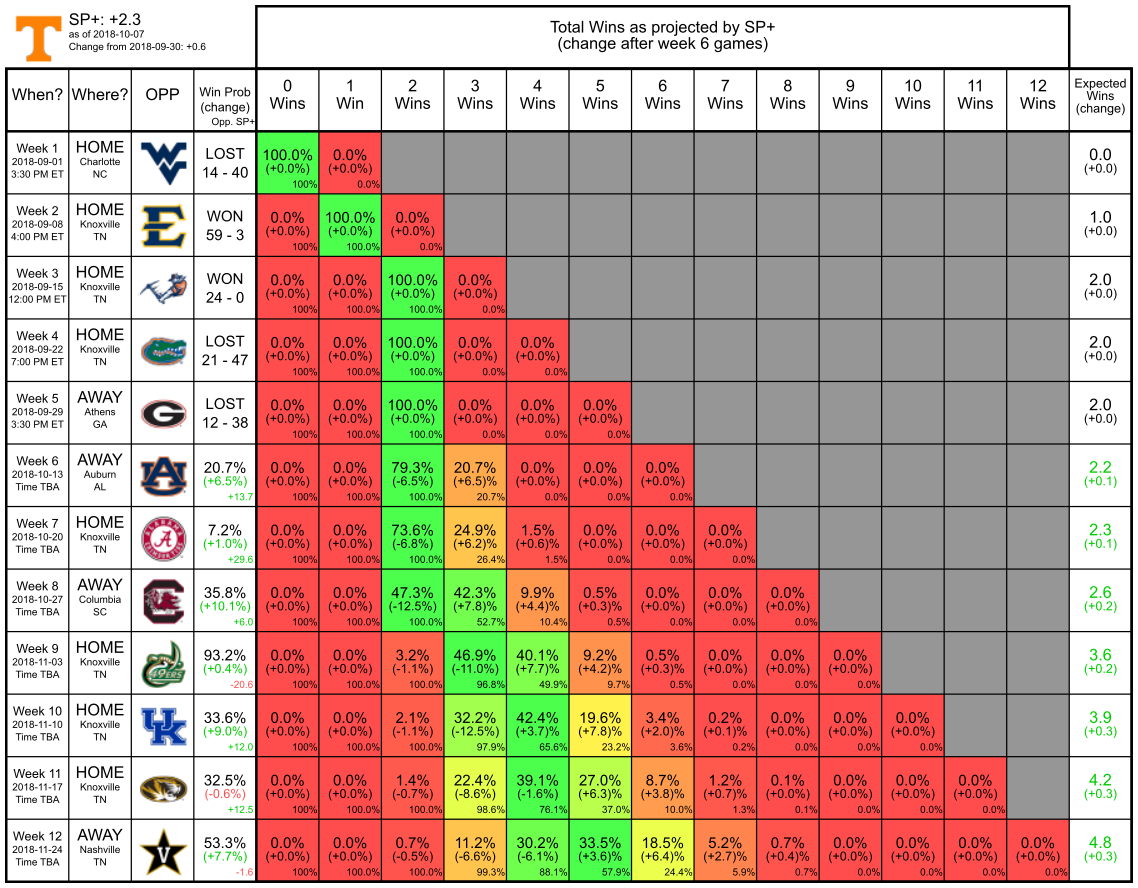 T SP+: +2.3
as of 2018-10-07
Change from 2018-09-30: +0.6
Total Wins as projected by SP+
(change after week 6 games)
When? Where? OPP Win Prob 0 1 2 3 4 5 6 7 8 9 10 11 12 Expected
(change) Wins Win Wins Wins Wins Wins Wins Wins Wins Wins Wins Wins Wins Wins
Opp. SP+ (change)
Week 1 HOME WV LOST 100.0% 0.0% 0.0
2018-09-01 Charlotte 14 - 40 (+0.0%) (+0.0%) (+0.0)
3:30 PM ET NC 100% 0.0%
Week 2 HOME E WON 0.0% 100.0% 0.0% 1.0
2018-09-08 Knoxville 59 - 3 (+0.0%) (+0.0%) (+0.0%) (+0.0)
4:00 PM ET TN 100% 100.0% 0.0%
Week 3 HOME WON 0.0% 0.0% 100.0% 0.0% 2.0
2018-09-15 Knoxville 24 - 0 (+0.0%) (+0.0%) (+0.0%) (+0.0%) (+0.0)
12:00 PM ET TN 100% 100.0% 100.0% 0.0%
Week 4 HOME LOST 0.0% 0.0% 100.0% 0.0% 0.0% 2.0
2018-09-22 Knoxville 21 - 47 (+0.0%) (+0.0%) (+0.0%) (+0.0%) (+0.0%) (+0.0)
7:00 PM ET TN 100% 100.0% 100.0% 0.0% 0.0%
Week 5 AWAY G LOST 0.0% 0.0% 100.0% 0.0% 0.0% 0.0% 2.0
2018-09-29 Athens 12 - 38 (+0.0%) (+0.0%) (+0.0%) (+0.0%) (+0.0%) (+0.0%) (+0.0)
3:30 PM ET GA 100% 100.0% 100.0% 0.0% 0.0% 0.0%
Week 6 AWAY AU 20.7% 0.0% 0.0% 79.3% 20.7% 0.0% 0.0% 0.0% 2.2
2018-10-13 Auburn (+6.5%) (+0.0%) (+0.0%) (-6.5%) (+6.5)% (+0.0%) (+0.0%) (+0.0%) (+0.1)
Time TBA AL +13.7 100% 100.0% 100.0% 20.7% 0.0% 0.0% 0.0%
Week 7 HOME A 7.2% 0.0% 0.0% 73.6% 24.9% 1.5% 0.0% 0.0% 0.0% 2.3
2018-10-20 Knoxville (+1.0%) (+0.0%) (+0.0%) (-6.8%) (+6.2)% (+0.6)% (+0.0%) (+0.0%) (+0.0%) (+0.1)
Time TBA TN +29.6 100% 100.0% 100.0% 26.4% 1.5% 0.0% 0.0% 0.0%
Week 8 AWAY C 35.8% 0.0% 0.0% 47.3% 42.3% 9.9% 0.5% 0.0% 0.0% 0.0% 2.6
2018-10-27 Columbia (+10.1%) (+0.0%) (+0.0%) (-12.5%) (+7.8)% (+4.4)% (+0.3)% (+0.0%) (+0.0%) (+0.0%) (+0.2)
Time TBA SC +6.0 100% 100.0% 100.0% 52.7% 10.4% 0.5% 0.0% 0.0% 0.0%
Week 9 HOME 49ERS 93.2% 0.0% 0.0% 3.2% 46.9% 40.1% 9.2% 0.5% 0.0% 0.0% 0.0% 3.6
2018-11-03 Knoxville (+0.4%) (+0.0%) (+0.0%) (-1.1%) (-11.0%) (+7.7)% (+4.2)% (+0.3)% (+0.0%) (+0.0%) (+0.0%) (+0.2)
Time TBA TN -20.6 100% 100.0% 100.0% 96.8% 49.9% 9.7% 0.5% 0.0% 0.0% 0.0%
Week 10 HOME UK 33.6% 0.0% 0.0% 2.1% 32.2% 42.4% 19.6% 3.4% 0.2% 0.0% 0.0% 0.0% 3.9
2018-11-10 Knoxville (+9.0%) (+0.0%) (+0.0%) (-1.1%) (-12.5%) (+3.7)% (+7.8)% (+2.0)% (+0.1)% (+0.0%) (+0.0%) (+0.0%) (+0.3)
Time TBA TN +12.0 100% 100.0% 100.0% 97.9% 65.6% 23.2% 3.6% 0.2% 0.0% 0.0% 0.0%
Week 11 HOME 32.5% 0.0% 0.0% 1.4% 22.4% 39.1% 27.0% 8.7% 1.2% 0.1% 0.0% 0.0% 0.0% 4.2
2018-11-17 Knoxville (-0.6%) (+0.0%) (+0.0%) (-0.7%) (-8.6%) (-1.6%) (+6.3)% (+3.8)% (+0.7)% (+0.0%) (+0.0%) (+0.0%) (+0.0%) (+0.3)
Time TBA TN +12.5 100% 100.0% 100.0% 98.6% 76.1% 37.0% 10.0% 1.3% 0.1% 0.0% 0.0% 0.0%
Week 12 AWAY V 53.3% 0.0% 0.0% 0.7% 11.2% 30.2% 33.5% 18.5% 5.2% 0.7% 0.0% 0.0% 0.0% 0.0% 4.8
2018-11-24 Nashville (+7.7%) (+0.0%) (+0.0%) (-0.5%) (-6.6%) (-6.1%) (+3.6)% (+6.4)% (+2.7)% (+0.4)% (+0.0%) (+0.0%) (+0.0%) (+0.0%) (+0.3)
Time TBA TN -1.6 100% 100.0% 100.0% 99.3% 88.1% 57.9% 24.4% 5.9% 0.7% 0.0% 0.0% 0.0% 0.0%